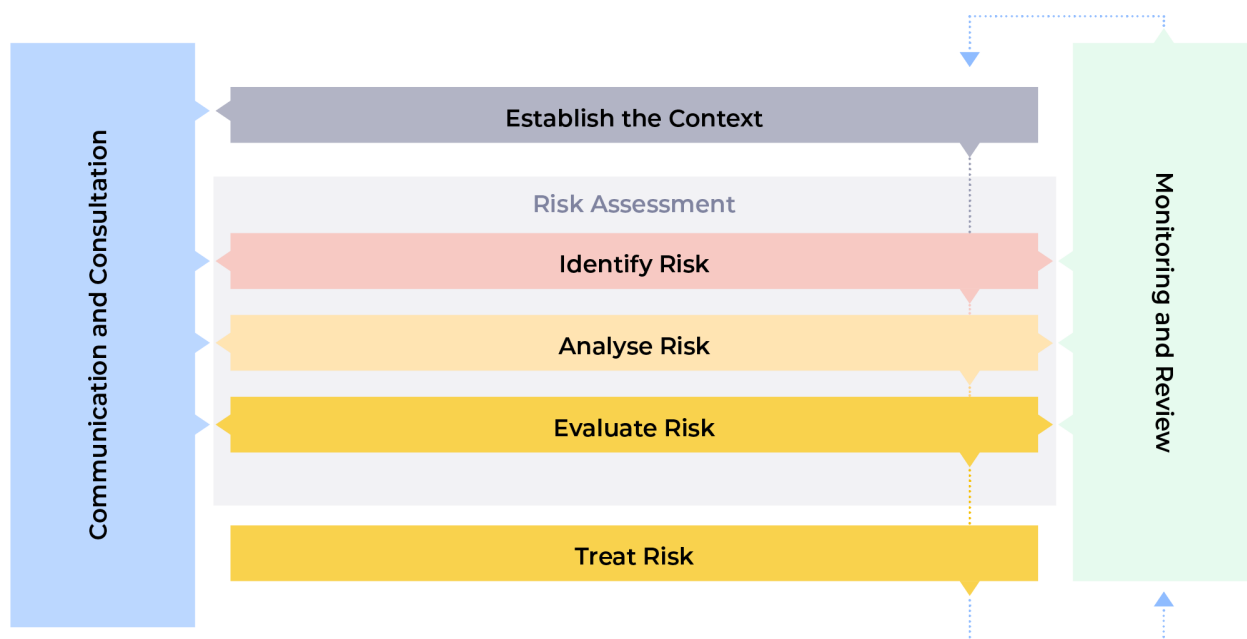 Communication and Consultation
Establish the Context
Risk Assessment
Identify Risk
Analyse Risk
Evaluate Risk
Treat Risk
Monitoring and Review